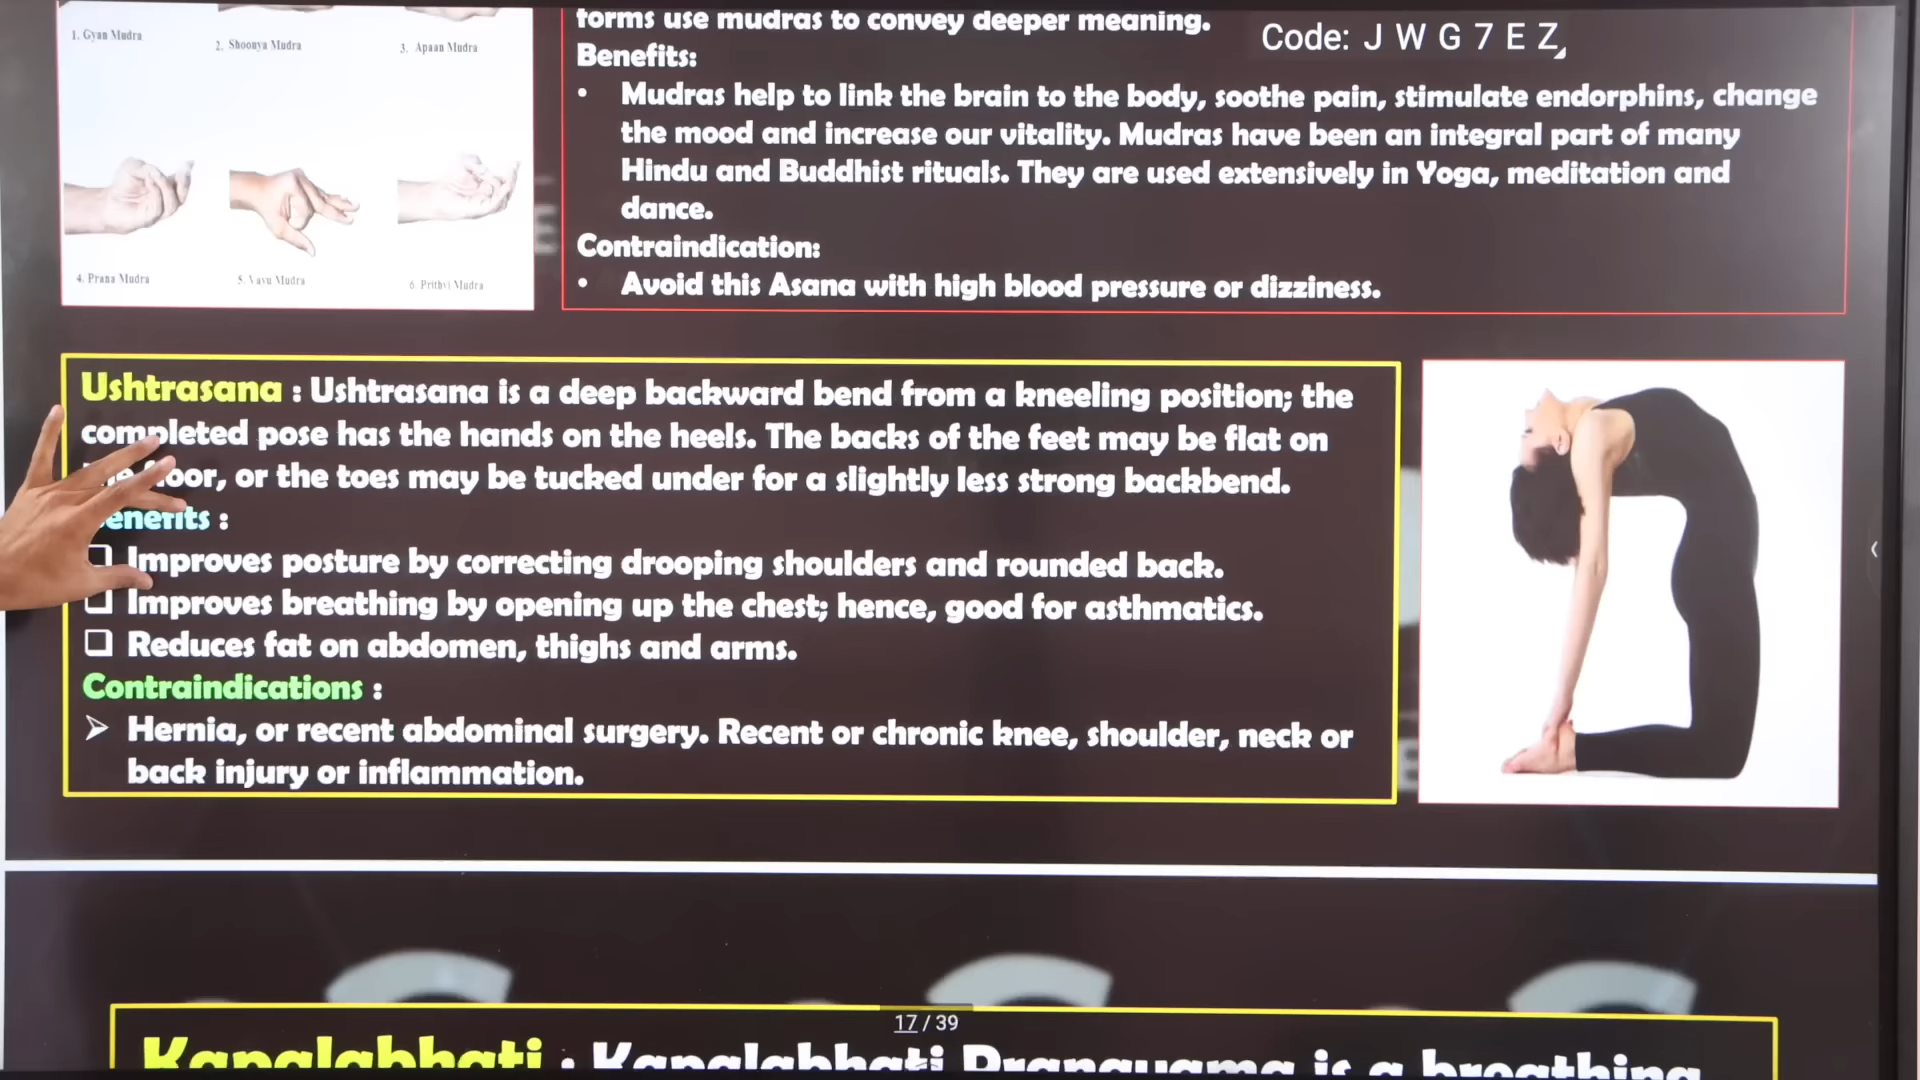 1. Gyan Mudra
2. Shoonya Mudra
3. Apaan Mudra
4. Prana Mudra
5. Vayu Mudra
6. Prithvi Mudra
forms use mudras to convey deeper meaning.
Code: J W G 7 E Z
Benefits:
• Mudras help to link the brain to the body, soothe pain, stimulate endorphins, change
the mood and increase our vitality. Mudras have been an integral part of many
Hindu and Buddhist rituals. They are used extensively in Yoga, meditation and
dance.
Contraindication:
• Avoid this Asana with high blood pressure or dizziness.
Ushtrasana : Ushtrasana is a deep backward bend from a kneeling position; the
completed pose has the hands on the heels. The backs of the feet may be flat on
the floor, or the toes may be tucked under for a slightly less strong backbend.
Benefits :
❑ Improves posture by correcting drooping shoulders and rounded back.
❑ Improves breathing by opening up the chest; hence, good for asthmatics.
❑ Reduces fat on abdomen, thighs and arms.
Contraindications :
➢ Hernia, or recent abdominal surgery. Recent or chronic knee, shoulder, neck or
back injury or inflammation.
17 / 39
Kapalabhati : Kapalabhati Pranayama is a breathing